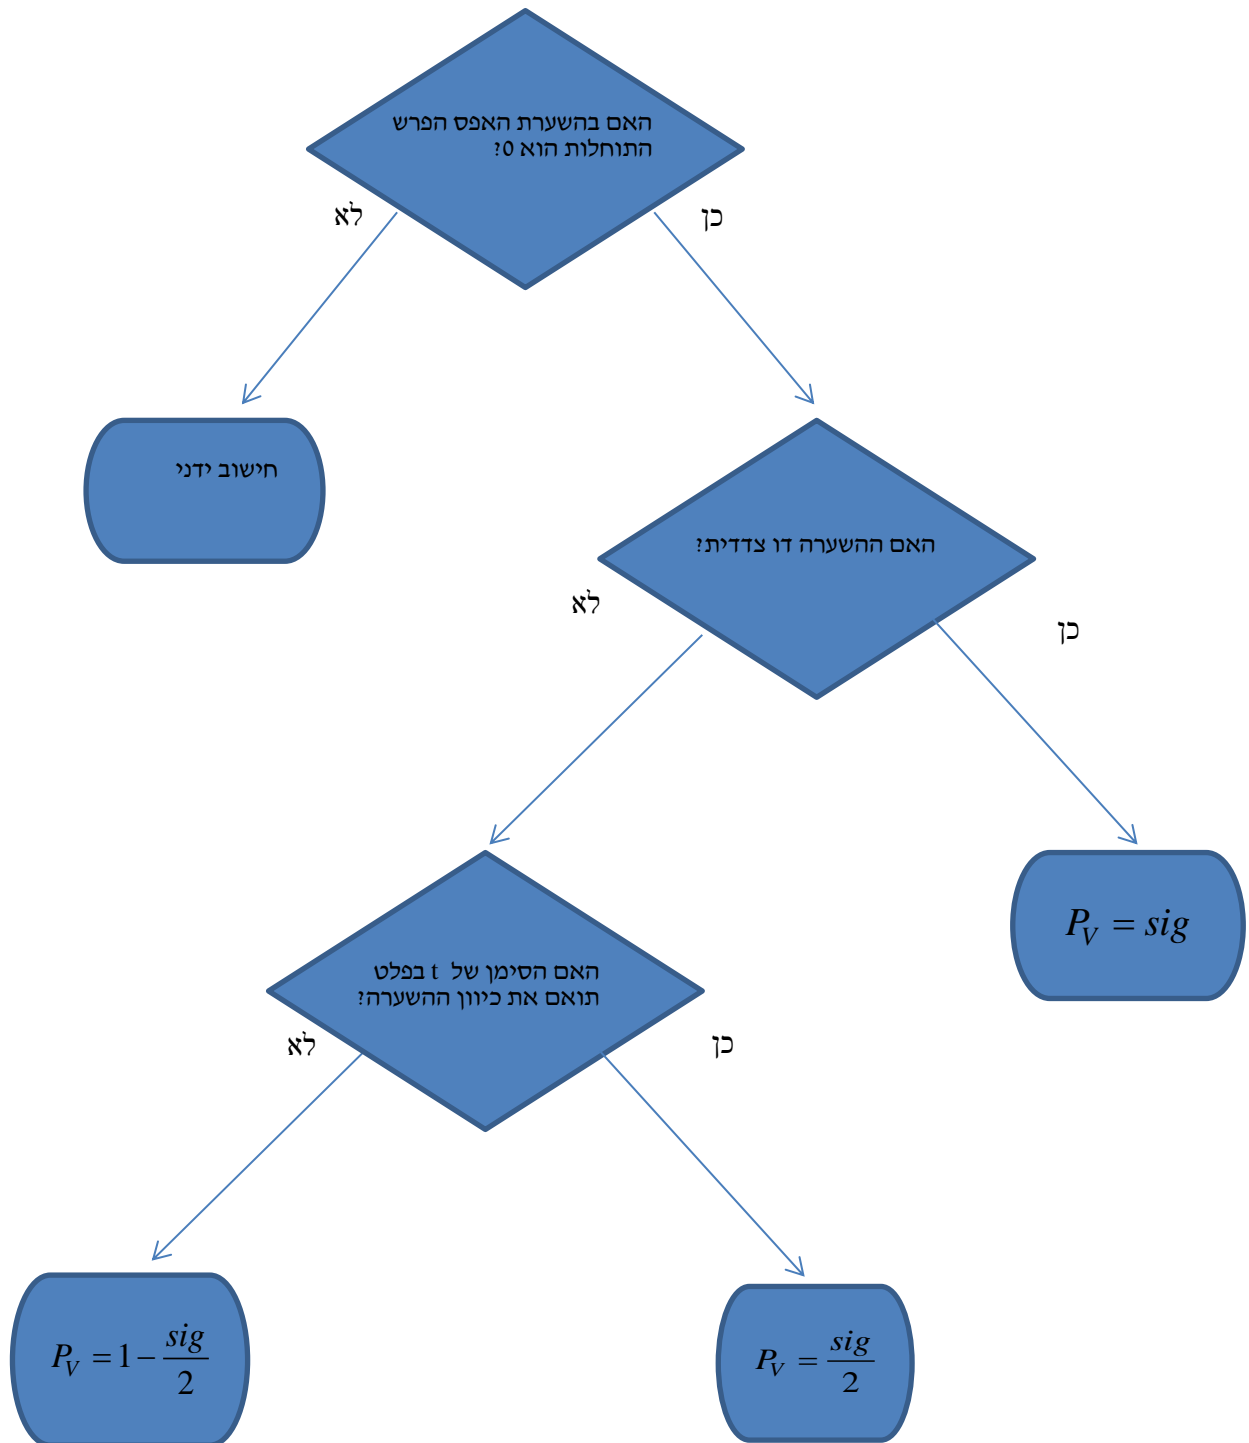 האם בהשערת האפס הפרש
התוחלות הוא 0?
לא
כן
חישוב ידני
האם ההשערה דו צדדית?
לא
כן
P_V = sig
האם הסימן של t בפלט
תואם את כיוון ההשערה?
לא
כן
P_V = 1 − sig/2
P_V = sig/2